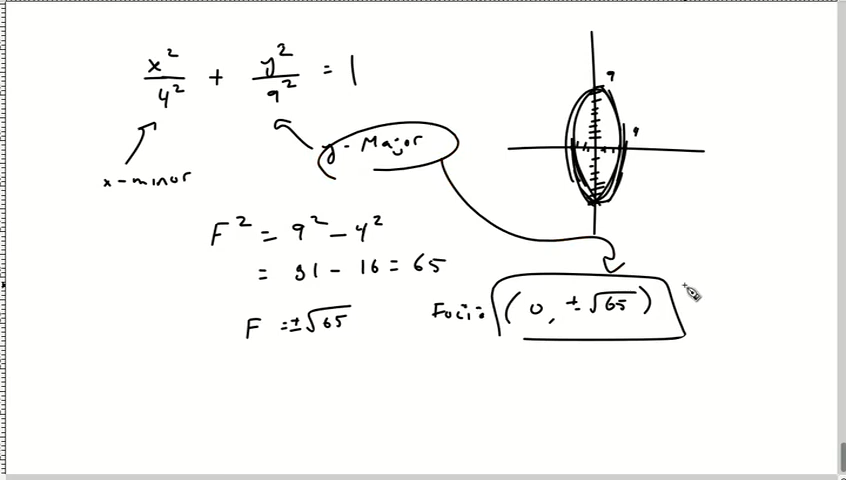 x²/4² + y²/9² = 1
x-minor
y-Major
9
4
F² = 9² - 4²
= 81 - 16 = 65
F = ±√65
Foci: (0, ±√65)